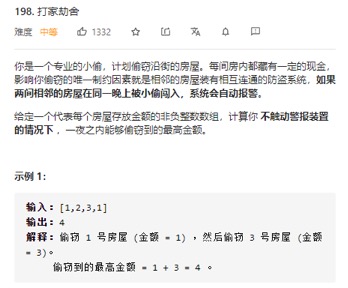 198. 打家劫舍
难度 中等 1332
你是一个专业的小偷，计划偷窃沿街的房屋。每间房内都藏有一定的现金，
影响你偷窃的唯一制约因素就是相邻的房屋装有相互连通的防盗系统，如果
两间相邻的房屋在同一晚上被小偷闯入，系统会自动报警。
给定一个代表每个房屋存放金额的非负整数数组，计算你 不触动警报装置
的情况下 ，一夜之内能够偷窃到的最高金额。
示例 1：
输入：[1,2,3,1]
输出：4
解释：偷窃 1 号房屋 (金额 = 1) ，然后偷窃 3 号房屋 (金额
= 3)。
偷窃到的最高金额 = 1 + 3 = 4 。